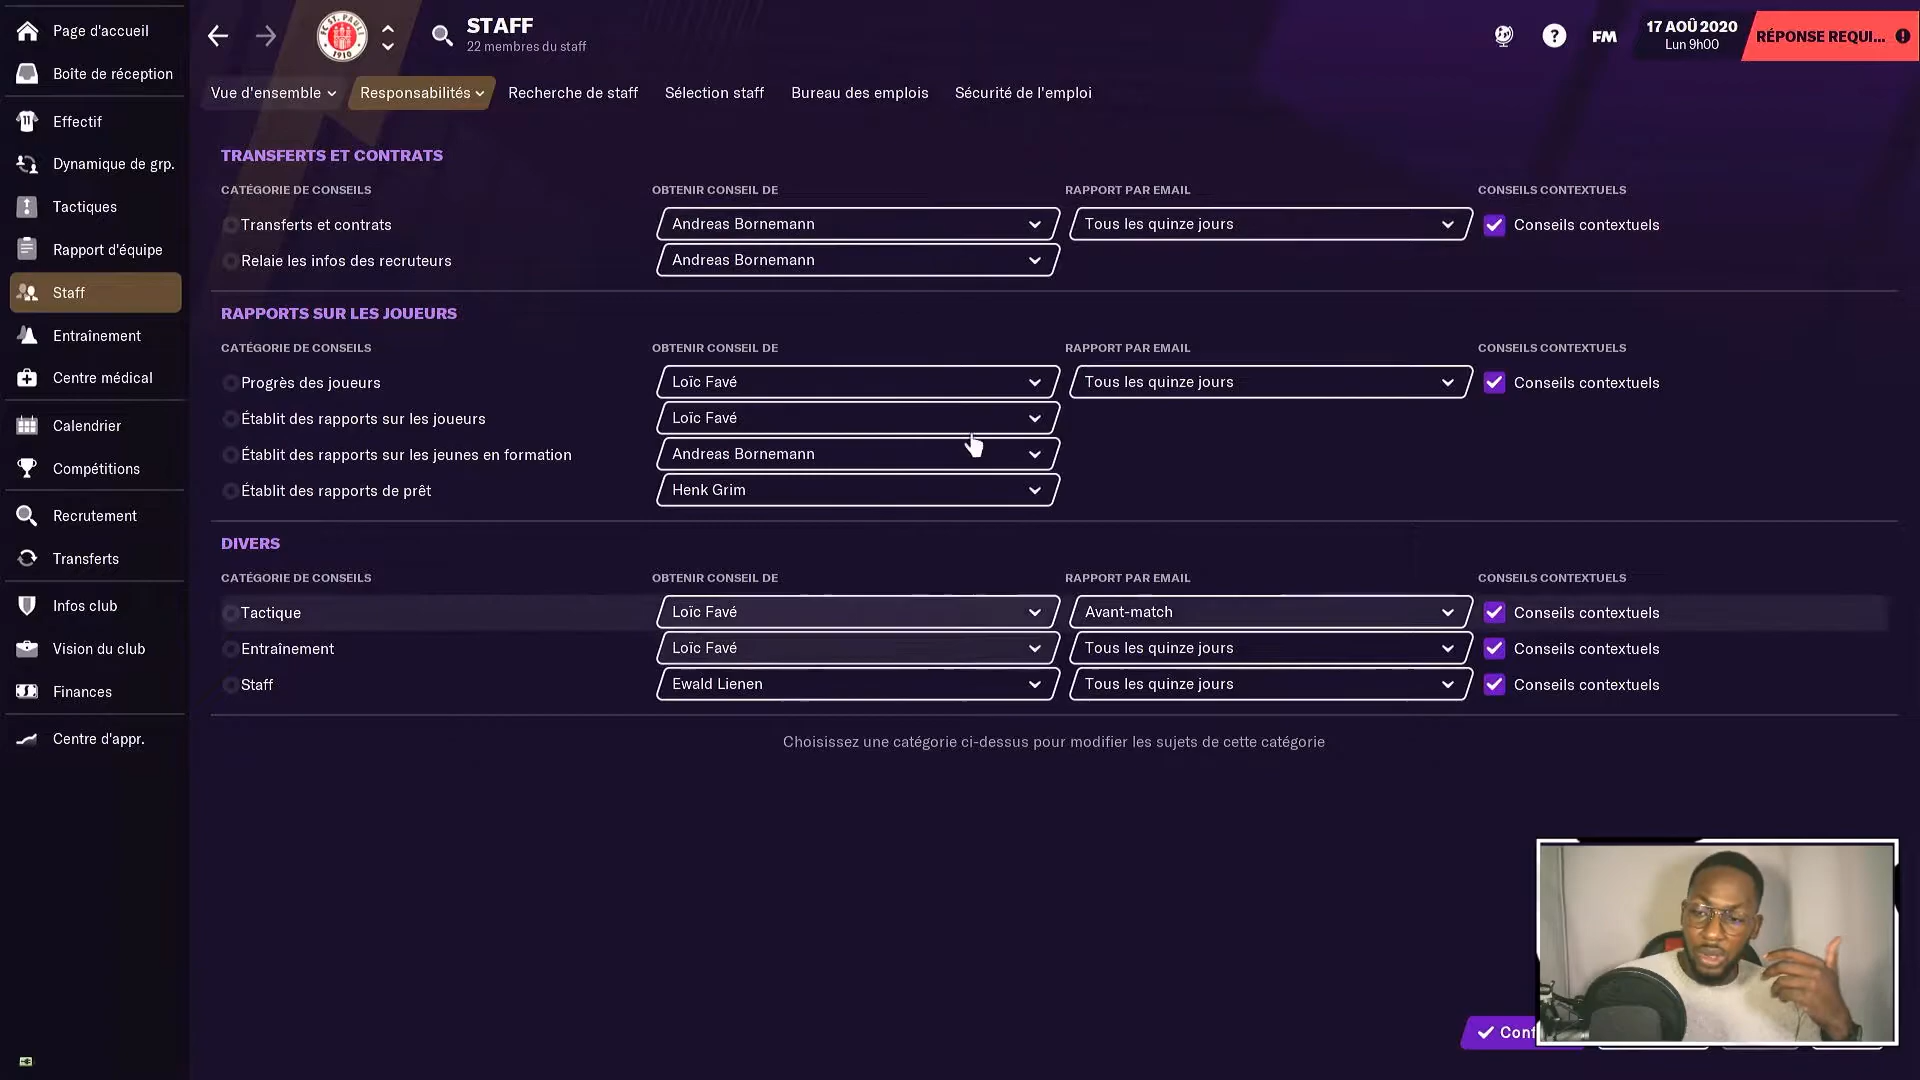 Page d'accueil
Boîte de réception
Effectif
Dynamique de grp.
Tactiques
Rapport d'équipe
Staff
Entraînement
Centre médical
Calendrier
Compétitions
Recrutement
Transferts
Infos club
Vision du club
Finances
Centre d'appr.
FC ST. PAULI
1910
STAFF
22 membres du staff
FM
17 AOÛ 2020
Lun 9h00
RÉPONSE REQUI...
Vue d'ensemble
Responsabilités
Recherche de staff
Sélection staff
Bureau des emplois
Sécurité de l'emploi
TRANSFERTS ET CONTRATS
CATÉGORIE DE CONSEILS OBTENIR CONSEIL DE RAPPORT PAR EMAIL CONSEILS CONTEXTUELS
Transferts et contrats Andreas Bornemann Tous les quinze jours Conseils contextuels
Relaie les infos des recruteurs Andreas Bornemann
RAPPORTS SUR LES JOUEURS
CATÉGORIE DE CONSEILS OBTENIR CONSEIL DE RAPPORT PAR EMAIL CONSEILS CONTEXTUELS
Progrès des joueurs Loïc Favé Tous les quinze jours Conseils contextuels
Établit des rapports sur les joueurs Loïc Favé
Établit des rapports sur les jeunes en formation Andreas Bornemann
Établit des rapports de prêt Henk Grim
DIVERS
CATÉGORIE DE CONSEILS OBTENIR CONSEIL DE RAPPORT PAR EMAIL CONSEILS CONTEXTUELS
Tactique Loïc Favé Avant-match Conseils contextuels
Entraînement Loïc Favé Tous les quinze jours Conseils contextuels
Staff Ewald Lienen Tous les quinze jours Conseils contextuels
Choisissez une catégorie ci-dessus pour modifier les sujets de cette catégorie